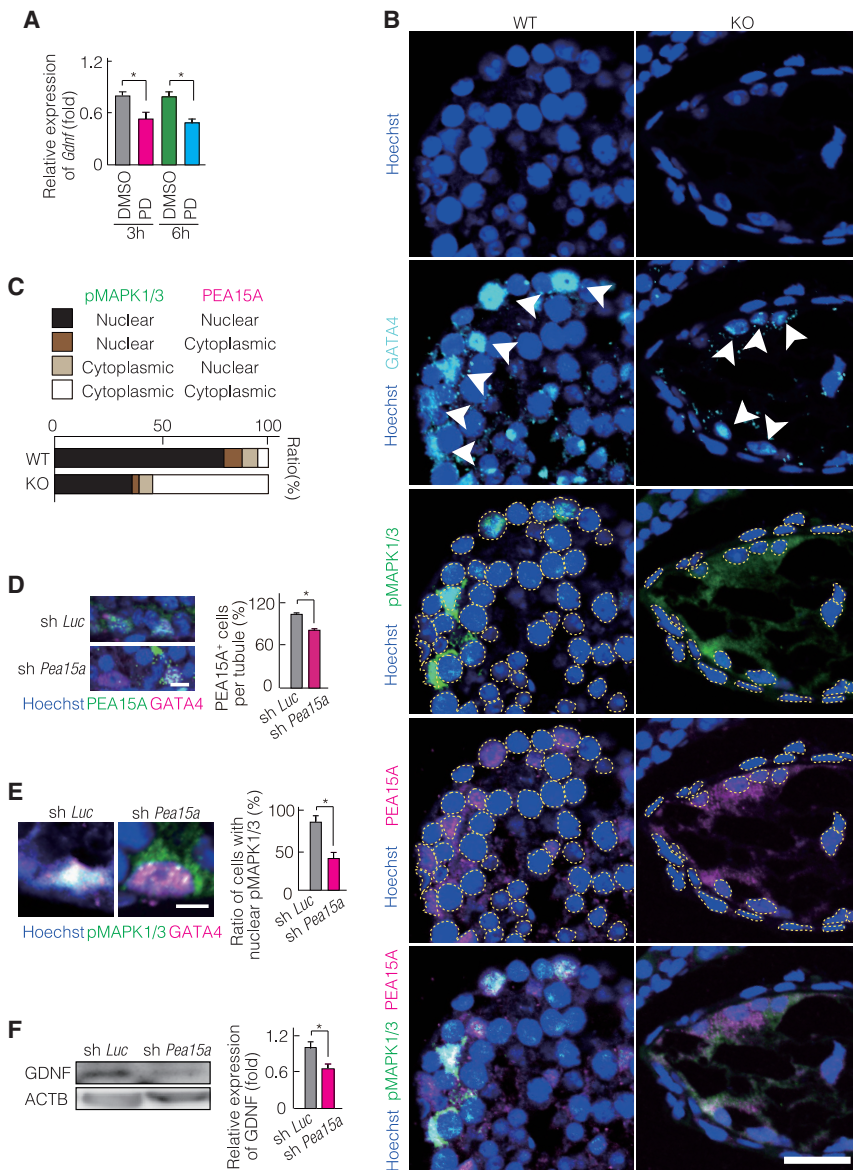 A
Relative expression
of Gdnf (fold)
1.2
0.6
0
*
*
DMSO
PD
DMSO
PD
3h
6h
B
WT
KO
Hoechst
Hoechst GATA4
Hoechst pMAPK1/3
Hoechst PEA15A
Hoechst pMAPK1/3 PEA15A
C
pMAPK1/3 PEA15A
Nuclear Nuclear
Nuclear Cytoplasmic
Cytoplasmic Nuclear
Cytoplasmic Cytoplasmic
0 50 100
WT
KO
Ratio(%)
D
sh Luc
sh Pea15a
Hoechst PEA15A GATA4
PEA15A+ cells
per tubule (%)
120
60
0
*
sh Luc
sh Pea15a
E
sh Luc sh Pea15a
Hoechst pMAPK1/3 GATA4
Ratio of cells with
nuclear pMAPK1/3 (%)
100
50
0
*
sh Luc
sh Pea15a
F
sh Luc sh Pea15a
GDNF
ACTB
Relative expression
of GDNF (fold)
1.2
0.6
0
*
sh Luc
sh Pea15a